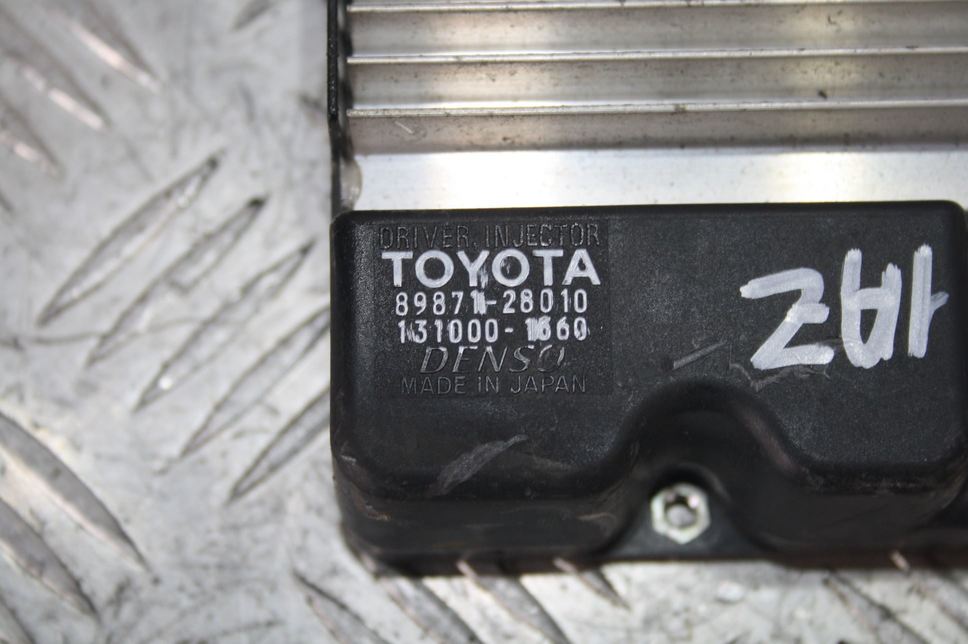 DRIVER, INJECTOR
TOYOTA
89871-28010
131000-1660
DENSO
MADE IN JAPAN
1AZ